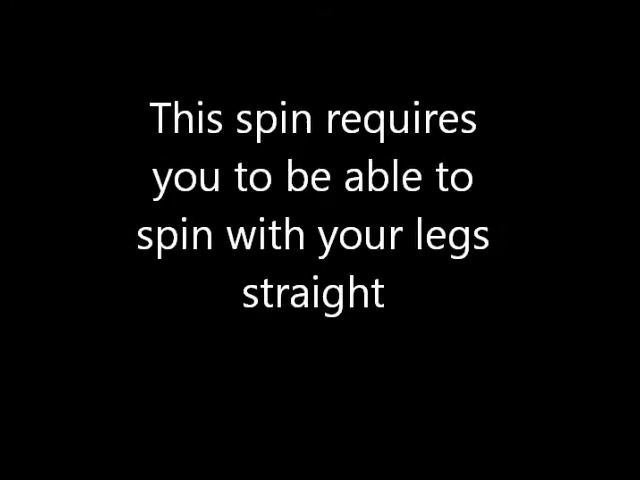 This spin requires
you to be able to
spin with your legs
straight